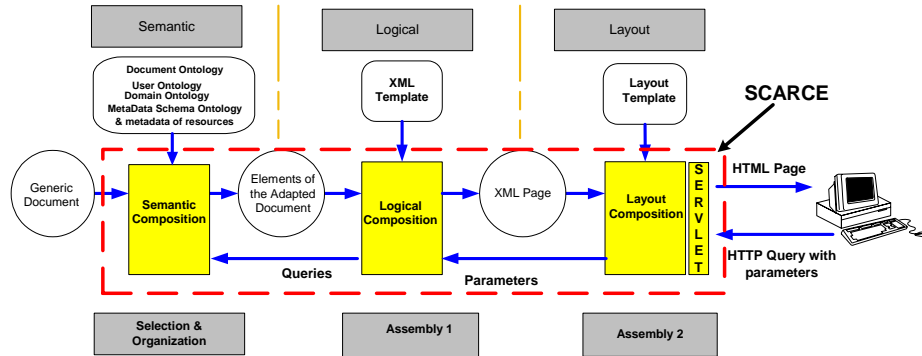 Semantic
Logical
Layout
Document Ontology
User Ontology
Domain Ontology
MetaData Schema Ontology
& metadata of resources
XML
Template
Layout
Template
SCARCE
Generic
Document
Semantic
Composition
Elements of
the Adapted
Document
Logical
Composition
XML Page
Layout
Composition
S
E
R
V
L
E
T
HTML Page
HTTP Query with
parameters
Queries
Parameters
Selection &
Organization
Assembly 1
Assembly 2